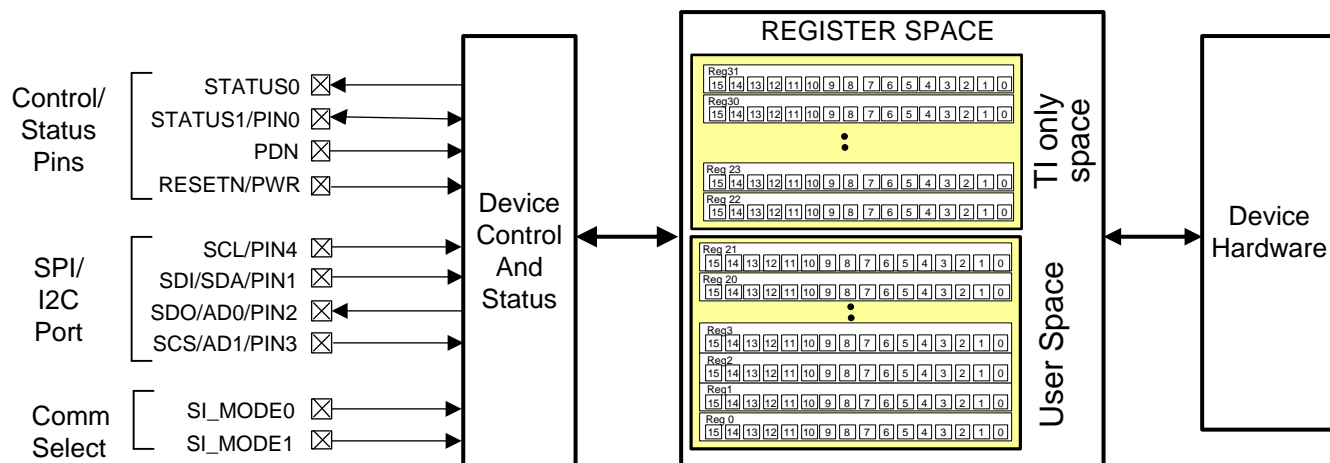 Control/
Status
Pins
STATUS0
STATUS1/PIN0
PDN
RESETN/PWR
SPI/
I2C
Port
SCL/PIN4
SDI/SDA/PIN1
SDO/AD0/PIN2
SCS/AD1/PIN3
Comm
Select
SI_MODE0
SI_MODE1
Device
Control
And
Status
REGISTER SPACE
Reg31
15 14 13 12 11 10 9 8 7 6 5 4 3 2 1 0
Reg30
15 14 13 12 11 10 9 8 7 6 5 4 3 2 1 0
Reg 23
15 14 13 12 11 10 9 8 7 6 5 4 3 2 1 0
Reg 22
15 14 13 12 11 10 9 8 7 6 5 4 3 2 1 0
TI only
space
Reg 21
15 14 13 12 11 10 9 8 7 6 5 4 3 2 1 0
Reg 20
15 14 13 12 11 10 9 8 7 6 5 4 3 2 1 0
Reg3
15 14 13 12 11 10 9 8 7 6 5 4 3 2 1 0
Reg2
15 14 13 12 11 10 9 8 7 6 5 4 3 2 1 0
Reg1
15 14 13 12 11 10 9 8 7 6 5 4 3 2 1 0
Reg 0
15 14 13 12 11 10 9 8 7 6 5 4 3 2 1 0
User Space
Device
Hardware